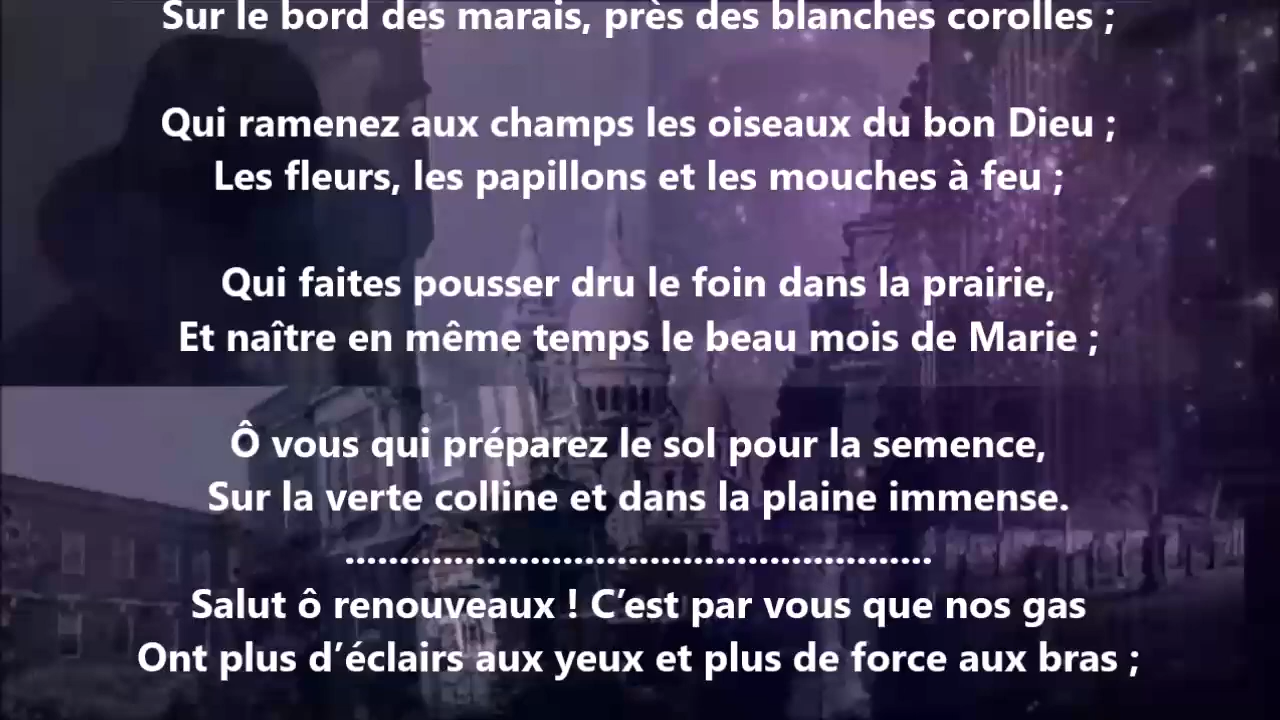 Sur le bord des marais, près des blanches corolles ;
Qui ramenez aux champs les oiseaux du bon Dieu ;
Les fleurs, les papillons et les mouches à feu ;
Qui faites pousser dru le foin dans la prairie,
Et naître en même temps le beau mois de Marie ;
Ô vous qui préparez le sol pour la semence,
Sur la verte colline et dans la plaine immense.
.......................................................
Salut ô renouveaux ! C’est par vous que nos gas
Ont plus d’éclairs aux yeux et plus de force aux bras ;